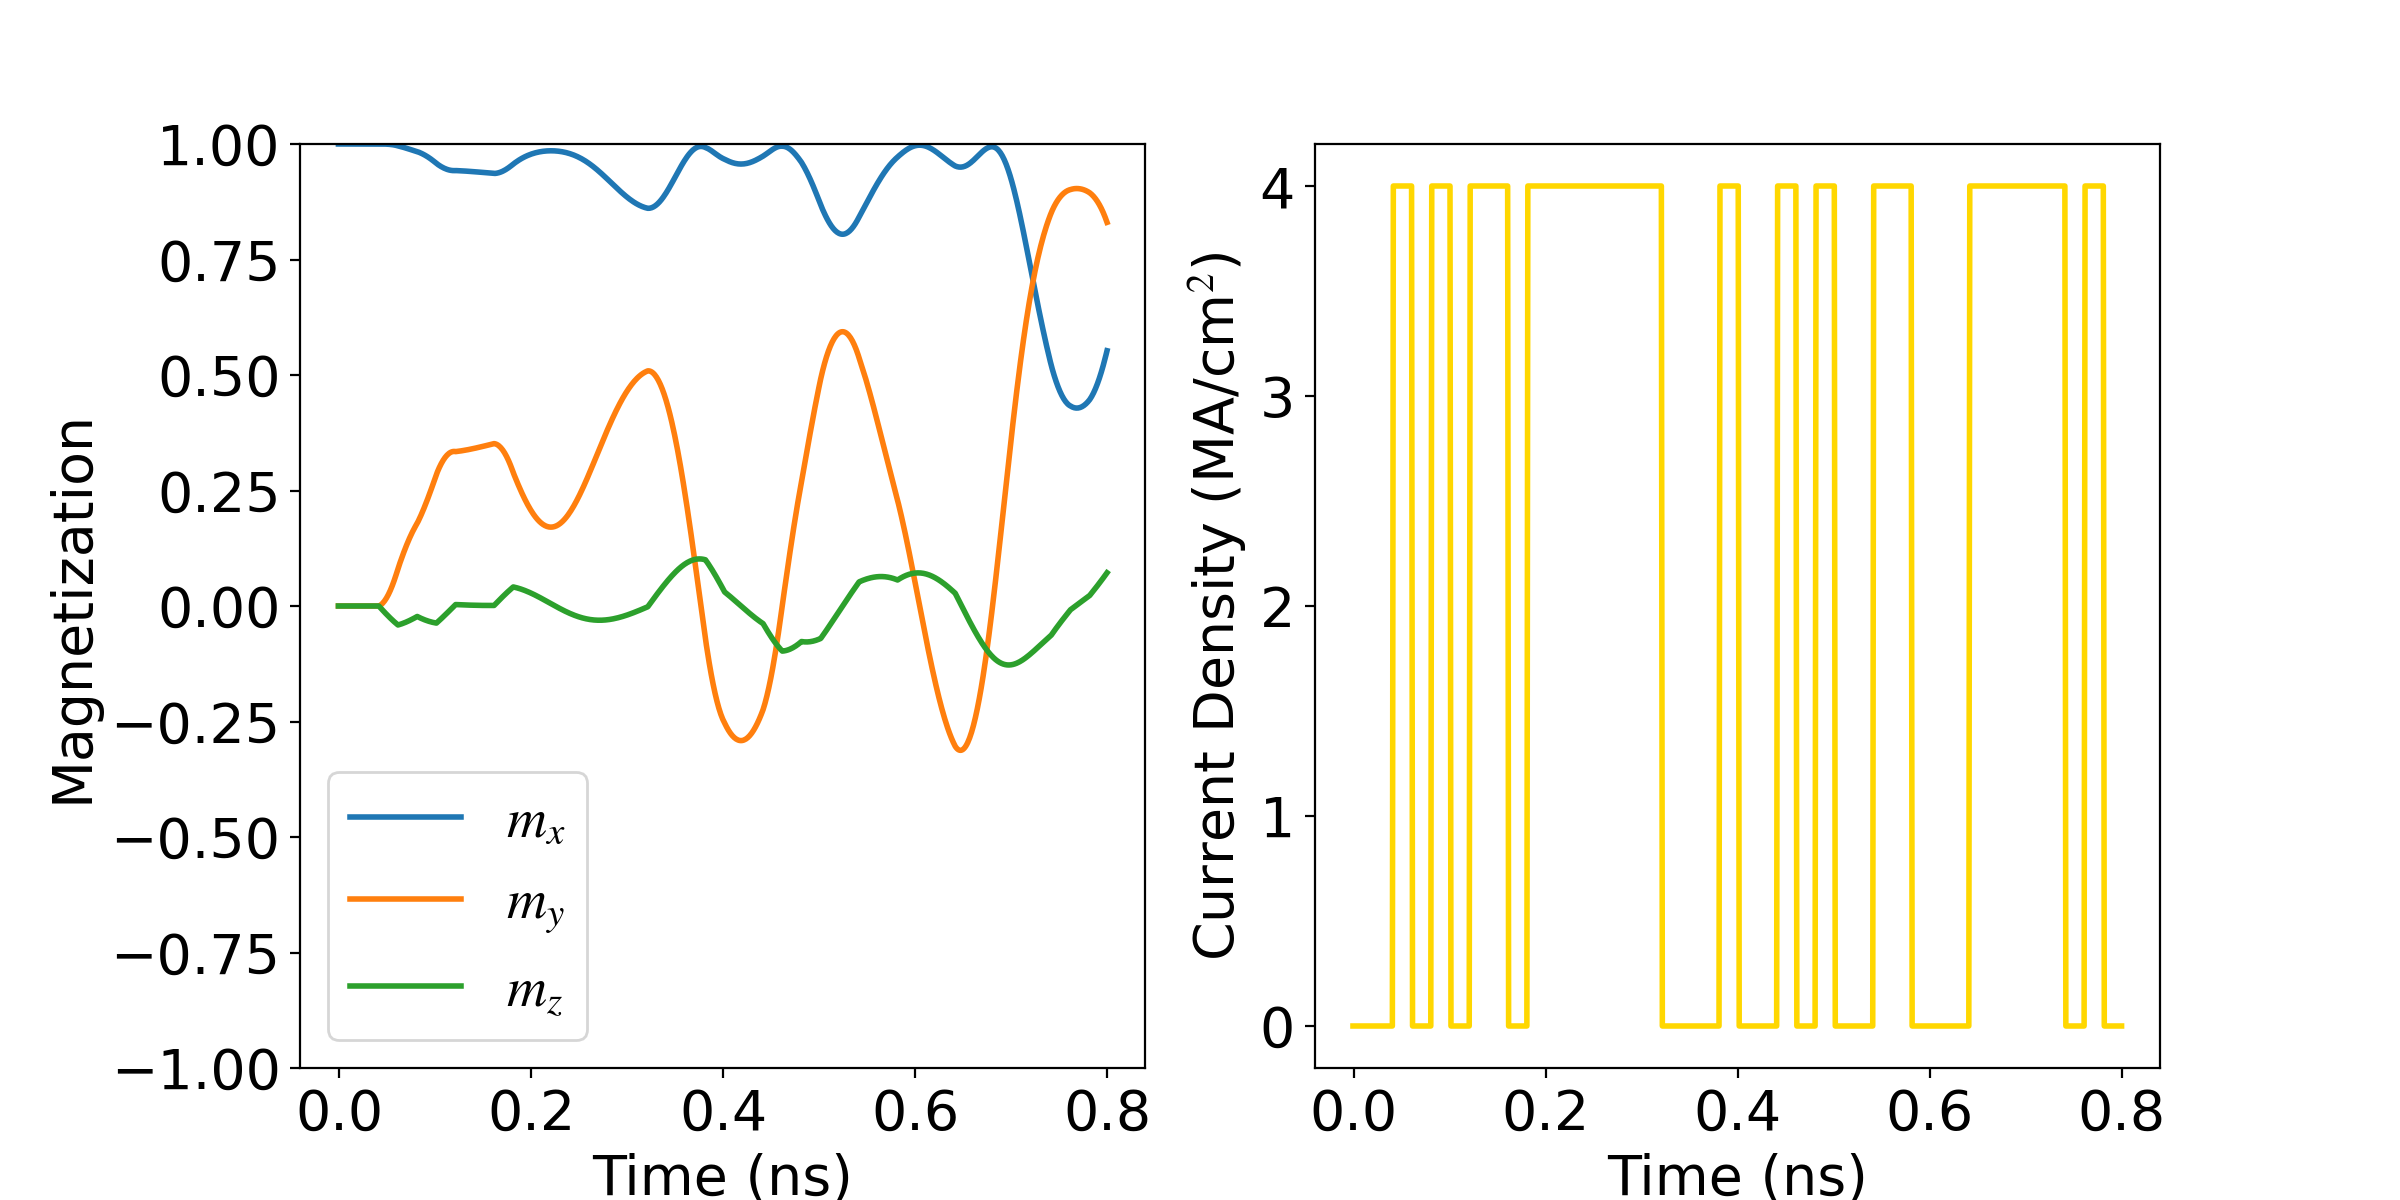 Magnetization
1.00
0.75
0.50
0.25
0.00
−0.25
−0.50
−0.75
−1.00
m_x
m_y
m_z
0.0 0.2 0.4 0.6 0.8
Time (ns)
Current Density (MA/cm²)
4
3
2
1
0
0.0 0.2 0.4 0.6 0.8
Time (ns)